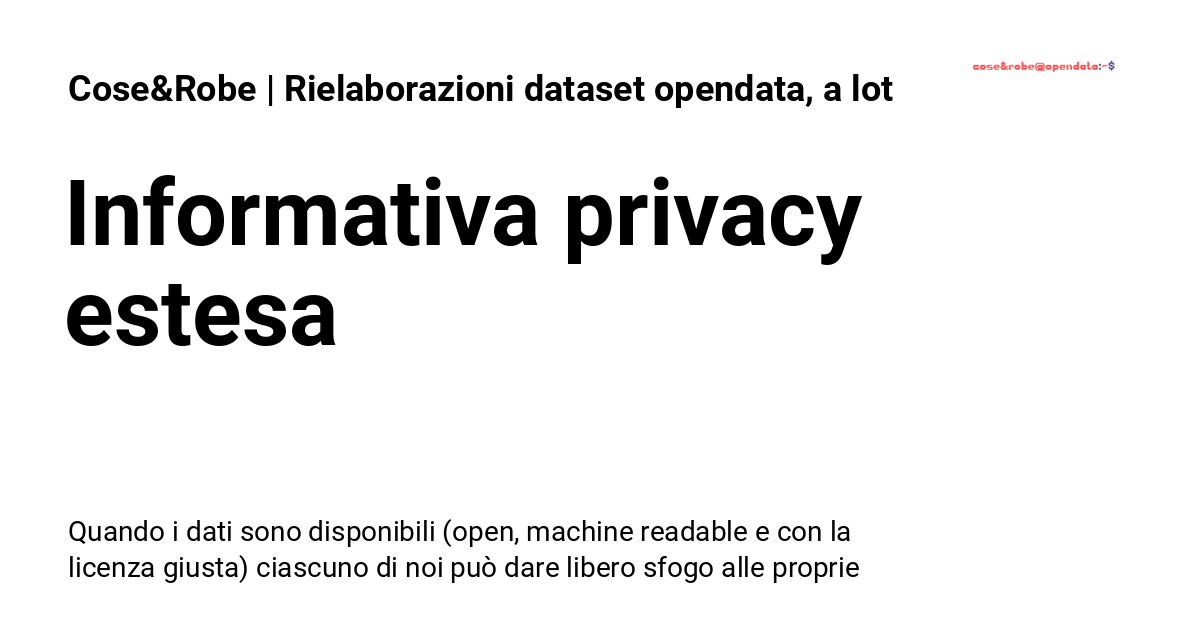 Cose&Robe | Rielaborazioni dataset opendata, a lot
cose&robe@opendata:~$
Informativa privacy
estesa
Quando i dati sono disponibili (open, machine readable e con la
licenza giusta) ciascuno di noi può dare libero sfogo alle proprie